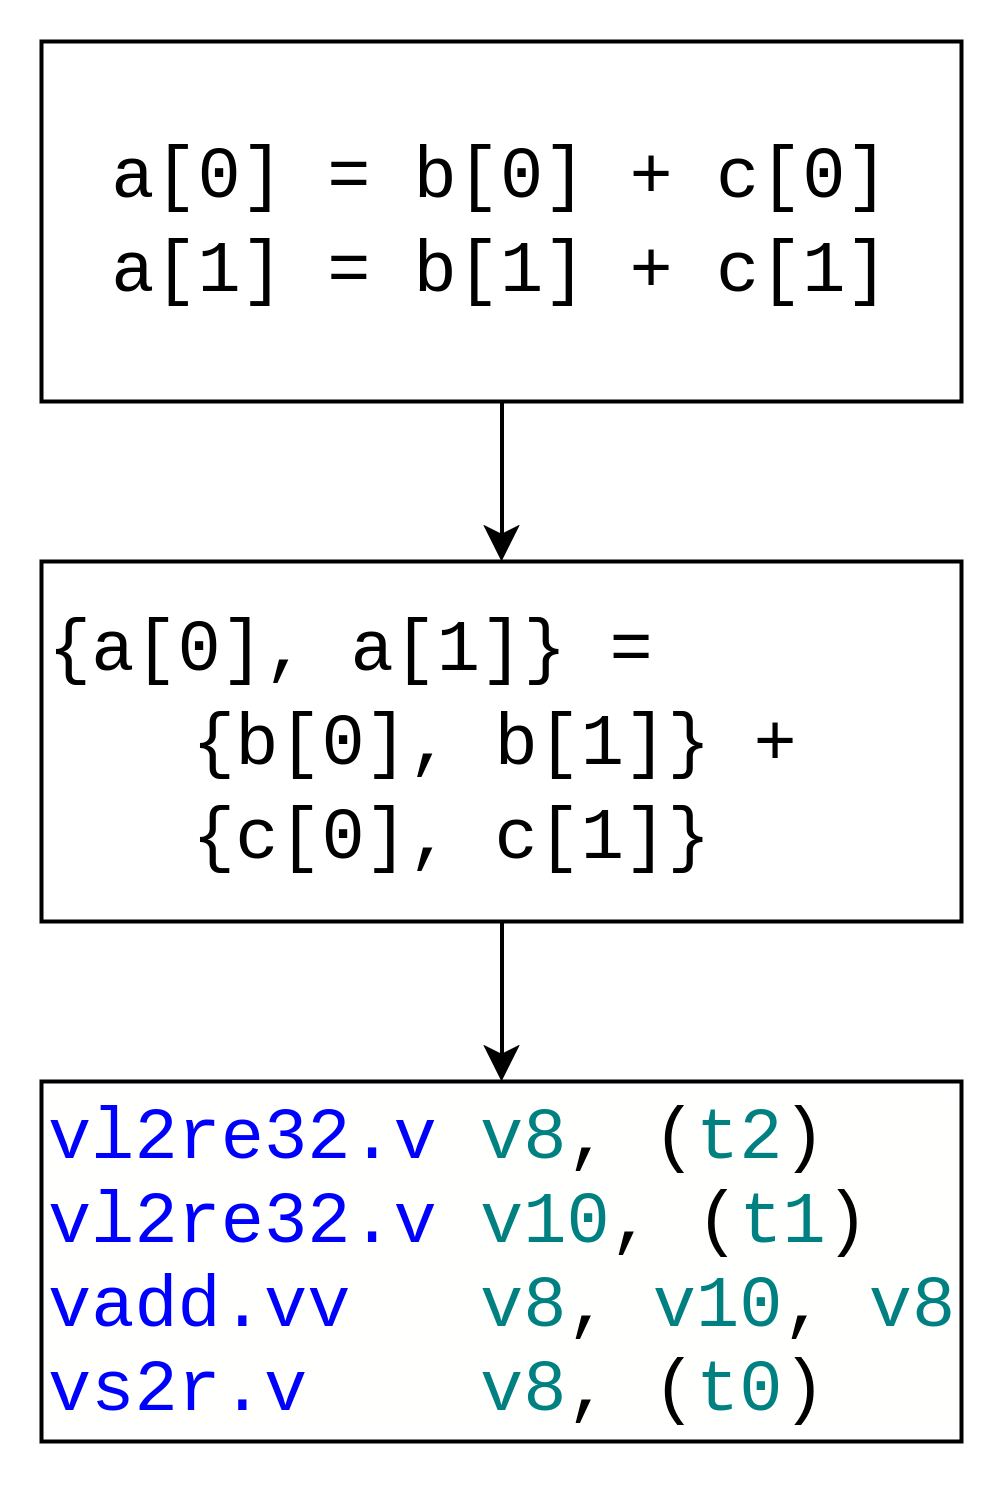 a[0] = b[0] + c[0]
a[1] = b[1] + c[1]
{a[0], a[1]} =
{b[0], b[1]} +
{c[0], c[1]}
vl2re32.v v8, (t2)
vl2re32.v v10, (t1)
vadd.vv v8, v10, v8
vs2r.v v8, (t0)